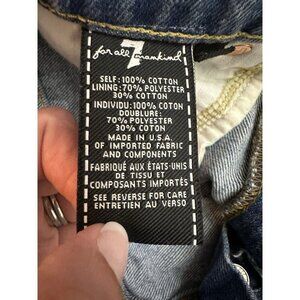 7
for all mankind
SELF: 100% COTTON
LINING: 70% POLYESTER
30% COTTON
INDIVIDU: 100% COTON
DOUBLURE:
70% POLYESTER
30% COTON
MADE IN U.S.A.
OF IMPORTED FABRIC
AND COMPONENTS
FABRIQUÉ AUX ÉTATS-UNIS
DE TISSU ET
COMPOSANTS IMPORTÉS
SEE REVERSE FOR CARE
ENTRETIEN AU VERSO